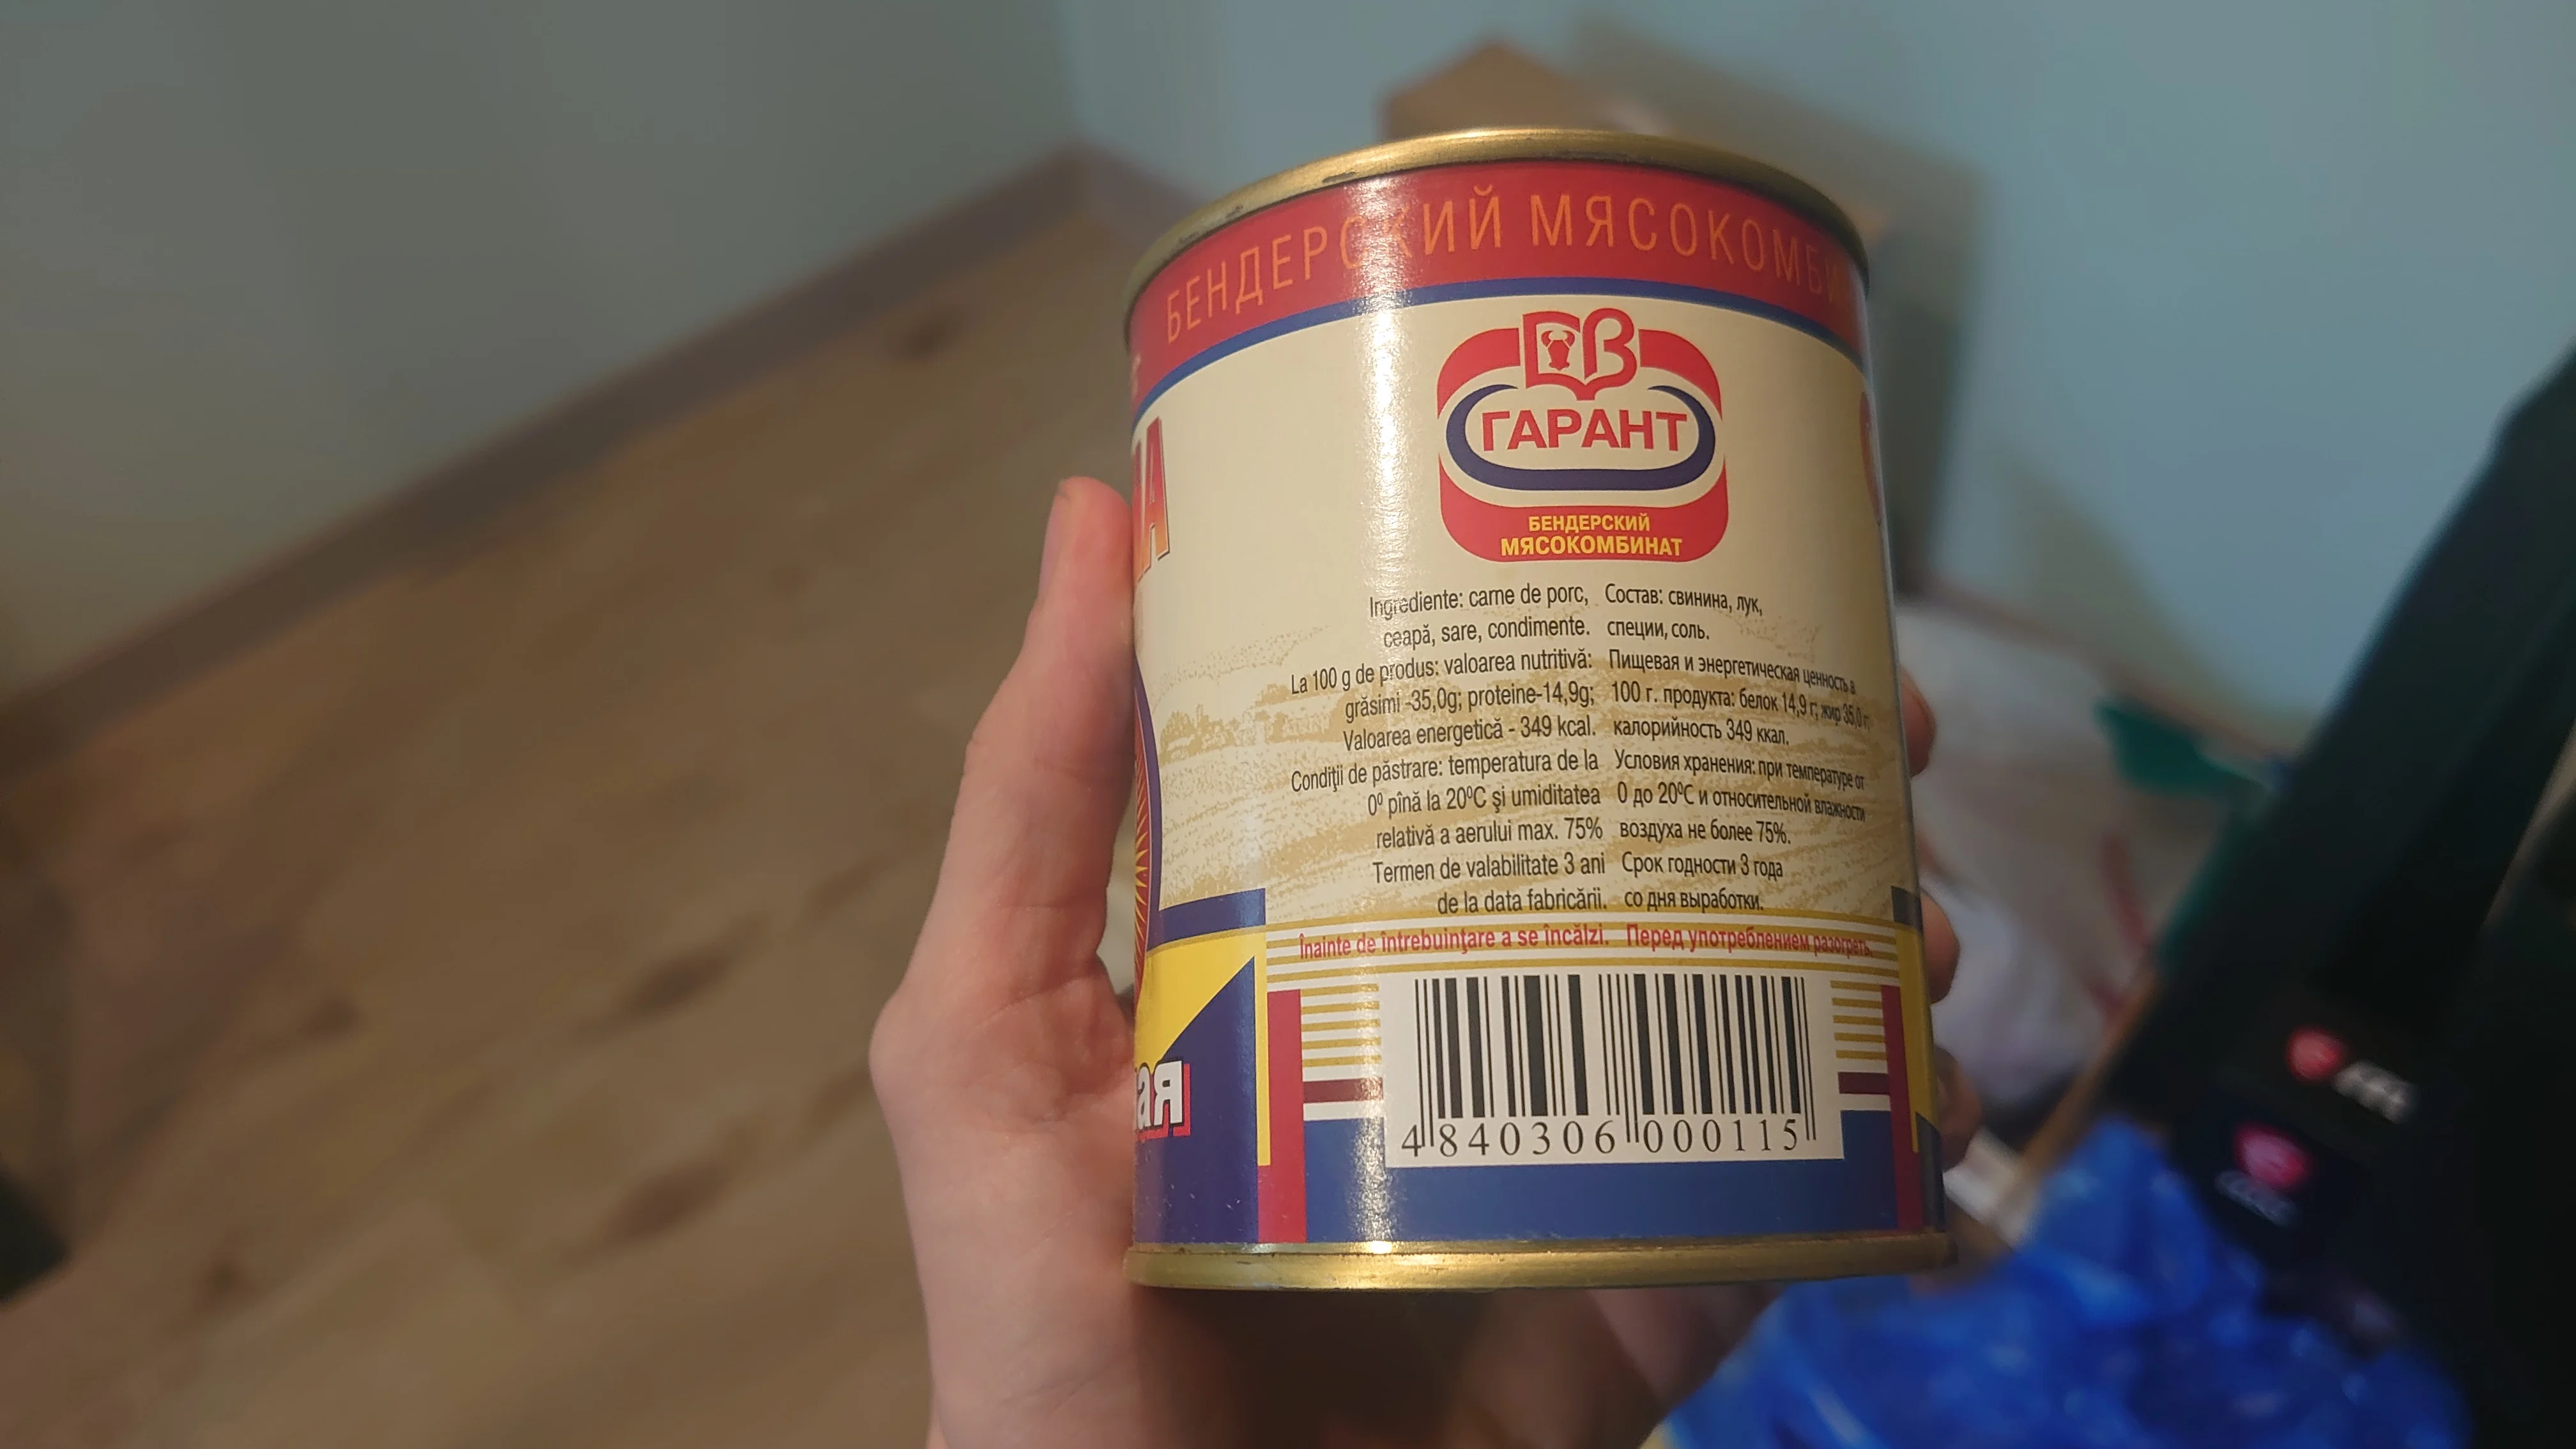 БЕНДЕРСКИЙ МЯСОКОМБИ
ГАРАНТ
БЕНДЕРСКИЙ
МЯСОКОМБИНАТ
Ingrediente: carne de porc,
ceapă, sare, condimente.
La 100 g de produs: valoarea nutritivă:
grăsimi -35,0g; proteine-14,9g;
Valoarea energetică - 349 kcal.
Condiţii de păstrare: temperatura de la
0⁰ pînă la 20⁰C şi umiditatea
relativă a aerului max. 75%
Termen de valabilitate 3 ani
de la data fabricării.
Înainte de întrebuinţare a se încălzi.
Состав: свинина, лук,
специи, соль.
Пищевая и энергетическая ценность в
100 г. продукта: белок 14,9 г; жир 35,0 г;
калорийность 349 ккал.
Условия хранения: при температуре от
0 до 20⁰C и относительной влажности
воздуха не более 75%.
Срок годности 3 года
со дня выработки.
Перед употреблением разогреть.
ая
4 840306 000115